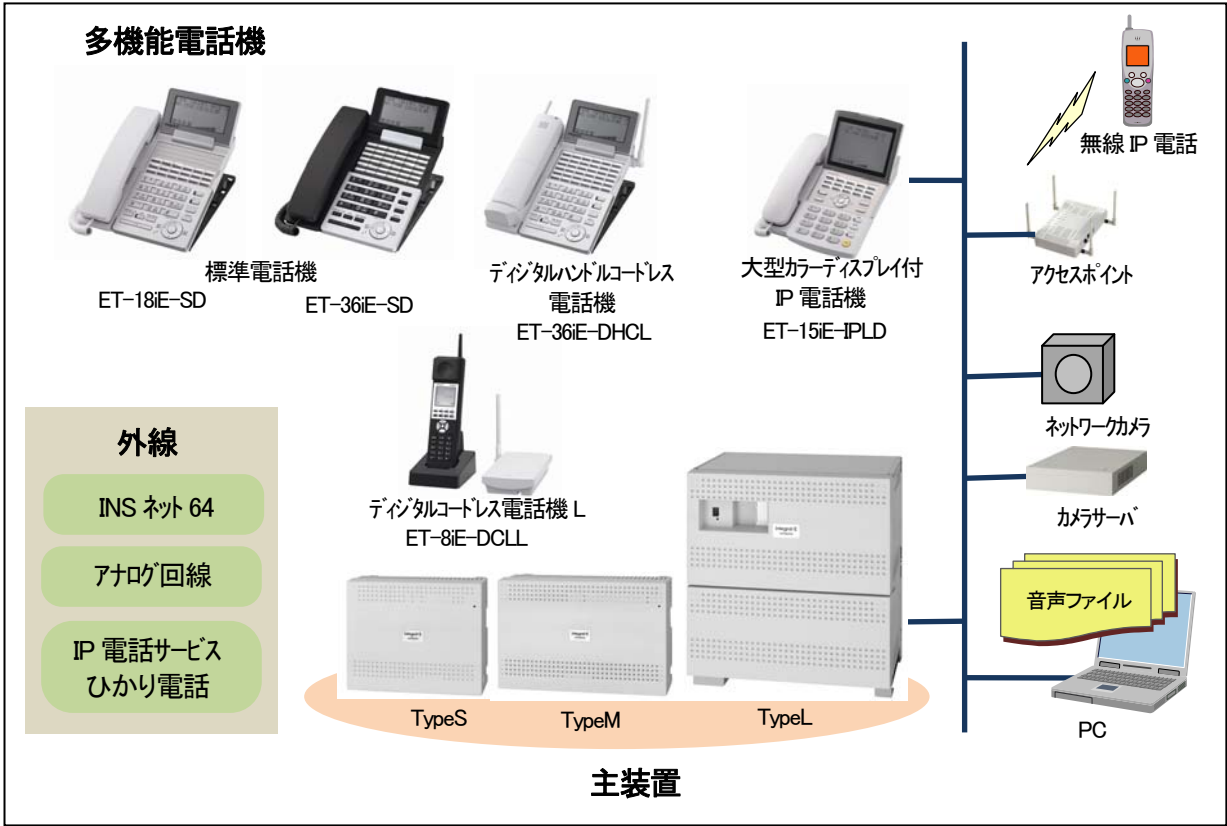 多機能電話機
標準電話機
ET-18iE-SD
ET-36iE-SD
ディジタルハンドルコードレス
電話機
ET-36iE-DHCL
大型カラーディスプレイ付
IP 電話機
ET-15iE-IPLD
無線 IP 電話
アクセスポイント
ネットワークカメラ
カメラサーバ
音声ファイル
PC
ディジタルコードレス電話機 L
ET-8iE-DCLL
外線
INS ネット 64
アナログ回線
IP 電話サービス
ひかり電話
TypeS
TypeM
TypeL
主装置